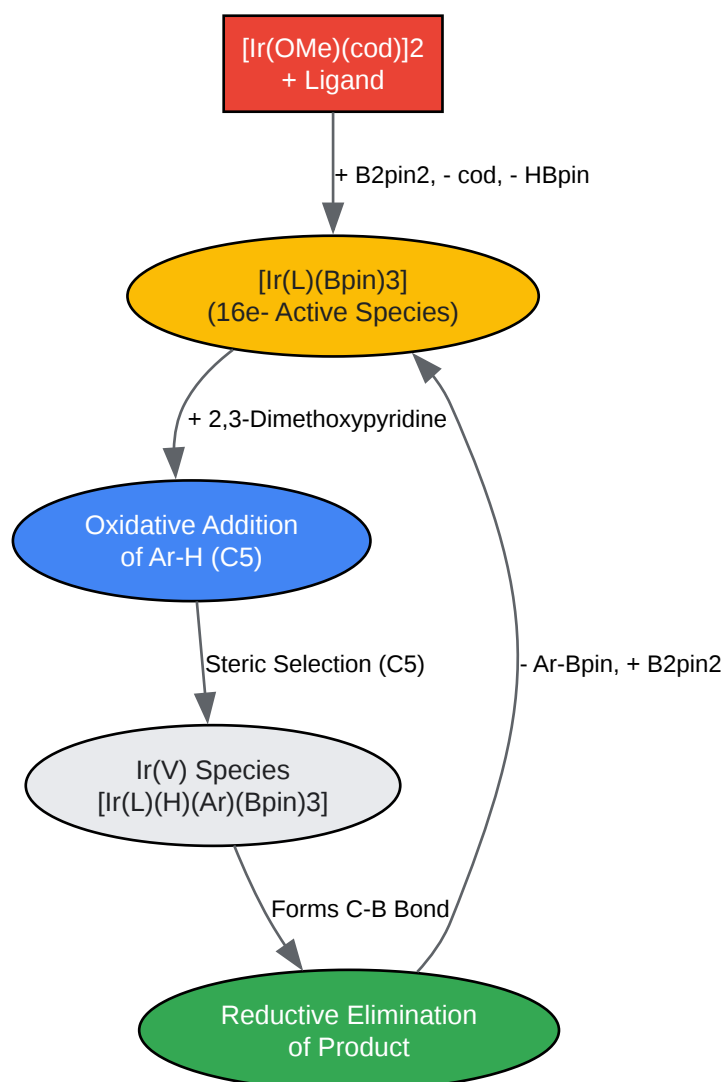 [Ir(OMe)(cod)]2
+ Ligand
+ B2pin2, - cod, - HBpin
[Ir(L)(Bpin)3]
(16e- Active Species)
+ 2,3-Dimethoxypyridine
Oxidative Addition
of Ar-H (C5)
Steric Selection (C5)
- Ar-Bpin, + B2pin2
Ir(V) Species
[Ir(L)(H)(Ar)(Bpin)3]
Forms C-B Bond
Reductive Elimination
of Product